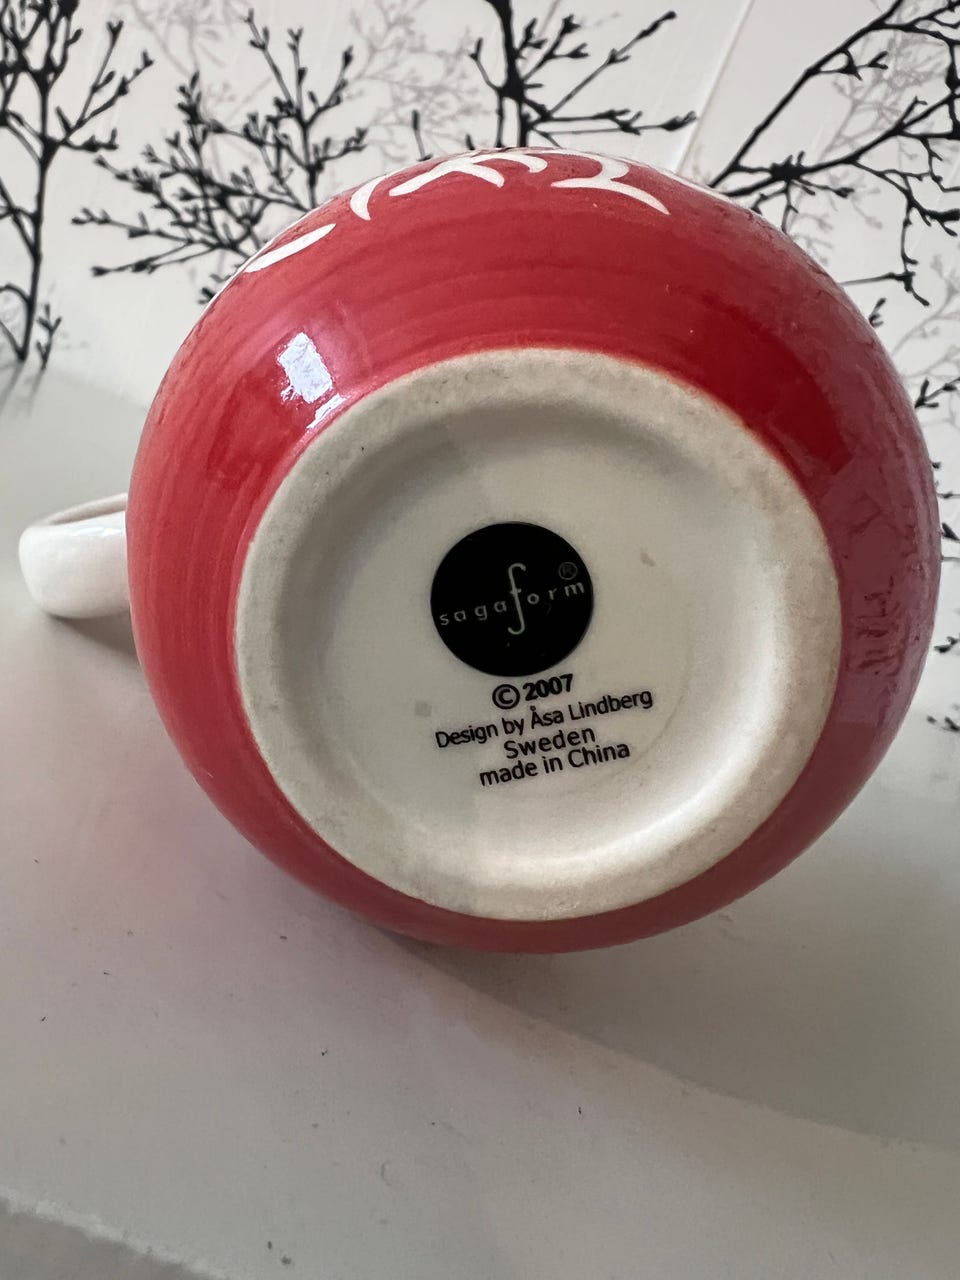 sagaform®
© 2007
Design by Åsa Lindberg
Sweden
made in China